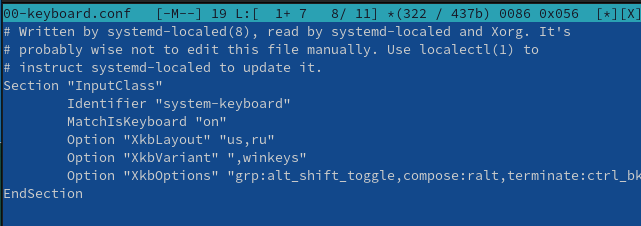 00-keyboard.conf [-M--] 19 L:[ 1+ 7 8/ 11] *(322 / 437b) 0086 0x056 [*][X]
# Written by systemd-localed(8), read by systemd-localed and Xorg. It's
# probably wise not to edit this file manually. Use localectl(1) to
# instruct systemd-localed to update it.
Section "InputClass"
Identifier "system-keyboard"
MatchIsKeyboard "on"
Option "XkbLayout" "us,ru"
Option "XkbVariant" ",winkeys"
Option "XkbOptions" "grp:alt_shift_toggle,compose:ralt,terminate:ctrl_bk
EndSection